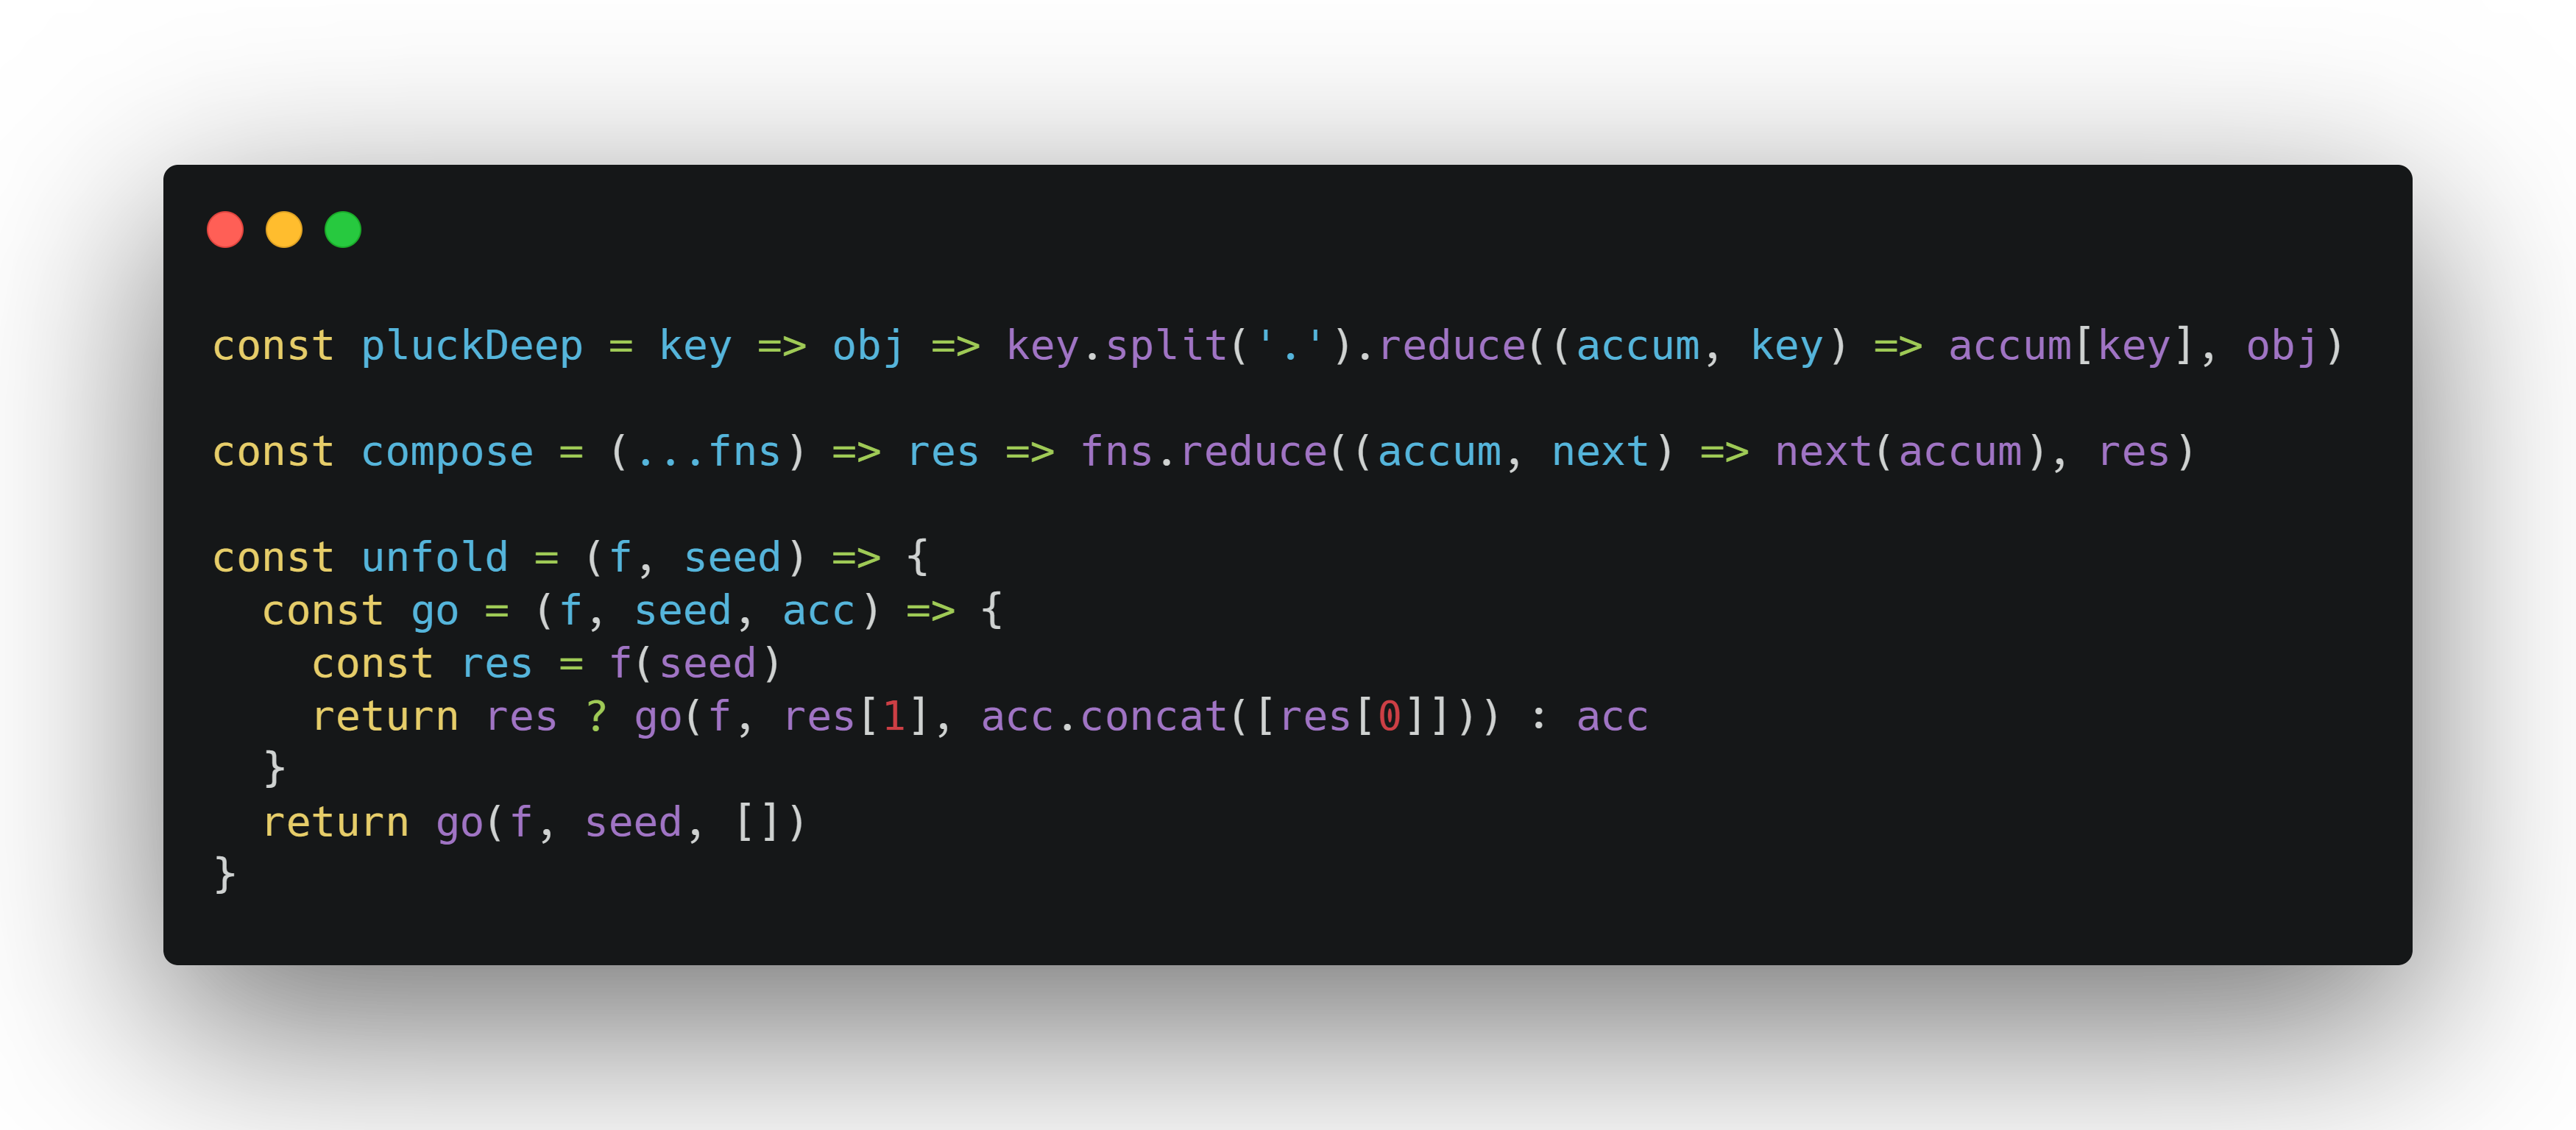 const pluckDeep = key => obj => key.split('.').reduce((accum, key) => accum[key], obj)

const compose = (...fns) => res => fns.reduce((accum, next) => next(accum), res)

const unfold = (f, seed) => {
  const go = (f, seed, acc) => {
    const res = f(seed)
    return res ? go(f, res[1], acc.concat([res[0]])) : acc
  }
  return go(f, seed, [])
}